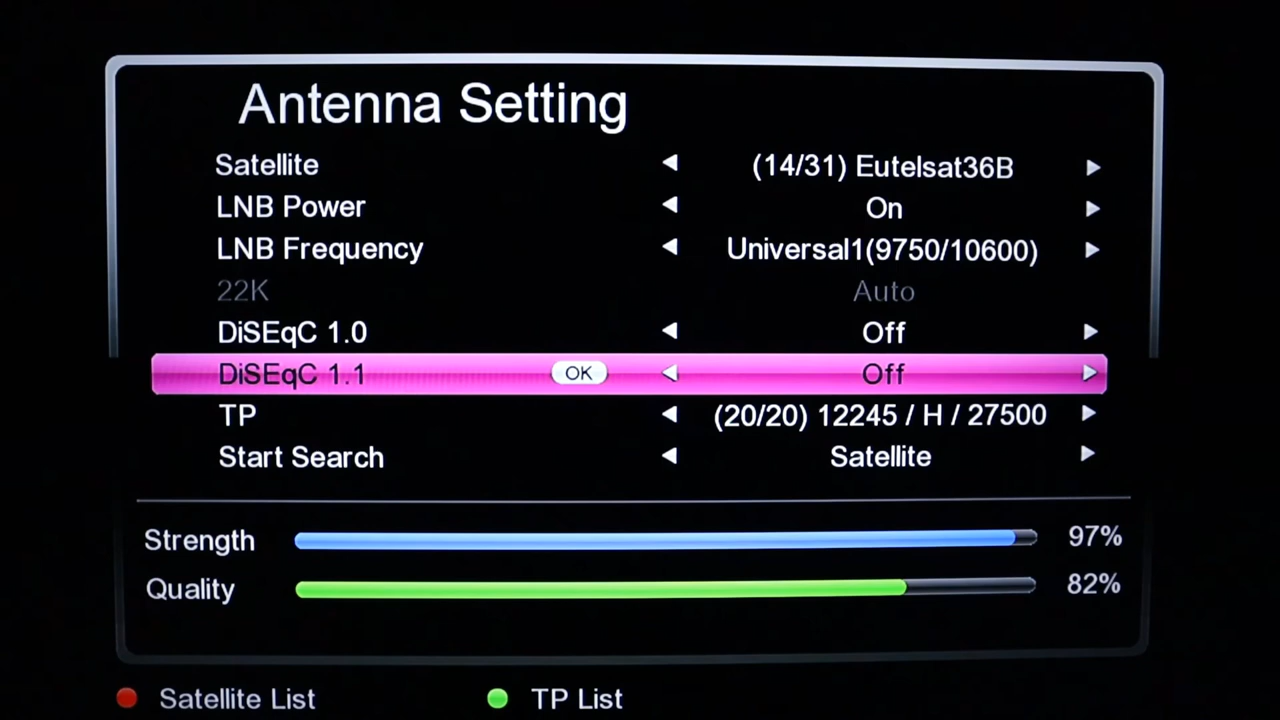 Antenna Setting
Satellite (14/31) Eutelsat36B
LNB Power On
LNB Frequency Universal1(9750/10600)
22K Auto
DiSEqC 1.0 Off
DiSEqC 1.1 OK Off
TP (20/20) 12245 / H / 27500
Start Search Satellite
Strength 97%
Quality 82%
Satellite List TP List